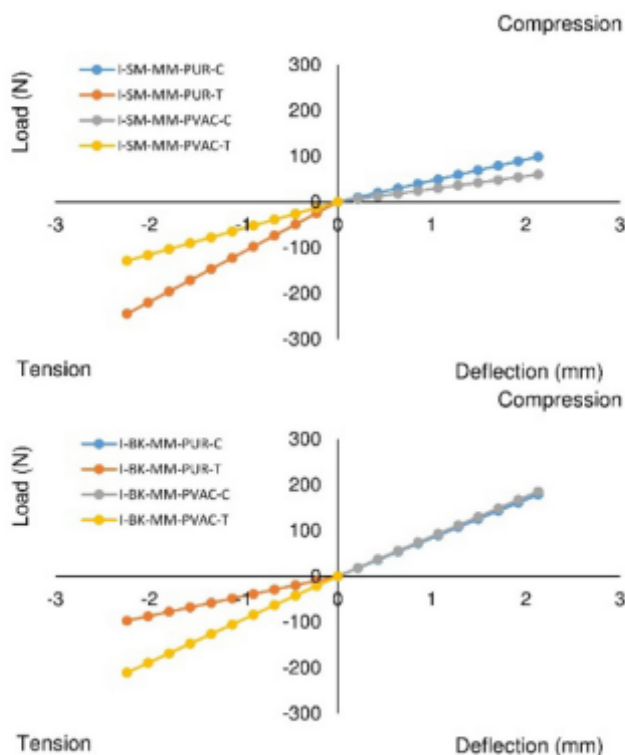 Compression
Load (N)
300
200
100
0
-100
-200
-300
-3
-2
-1
0
1
2
3
I-SM-MM-PUR-C
I-SM-MM-PUR-T
I-SM-MM-PVAC-C
I-SM-MM-PVAC-T
Tension
Deflection (mm)
Compression
Load (N)
300
200
100
0
-100
-200
-300
-3
-2
-1
0
1
2
3
I-BK-MM-PUR-C
I-BK-MM-PUR-T
I-BK-MM-PVAC-C
I-BK-MM-PVAC-T
Tension
Deflection (mm)